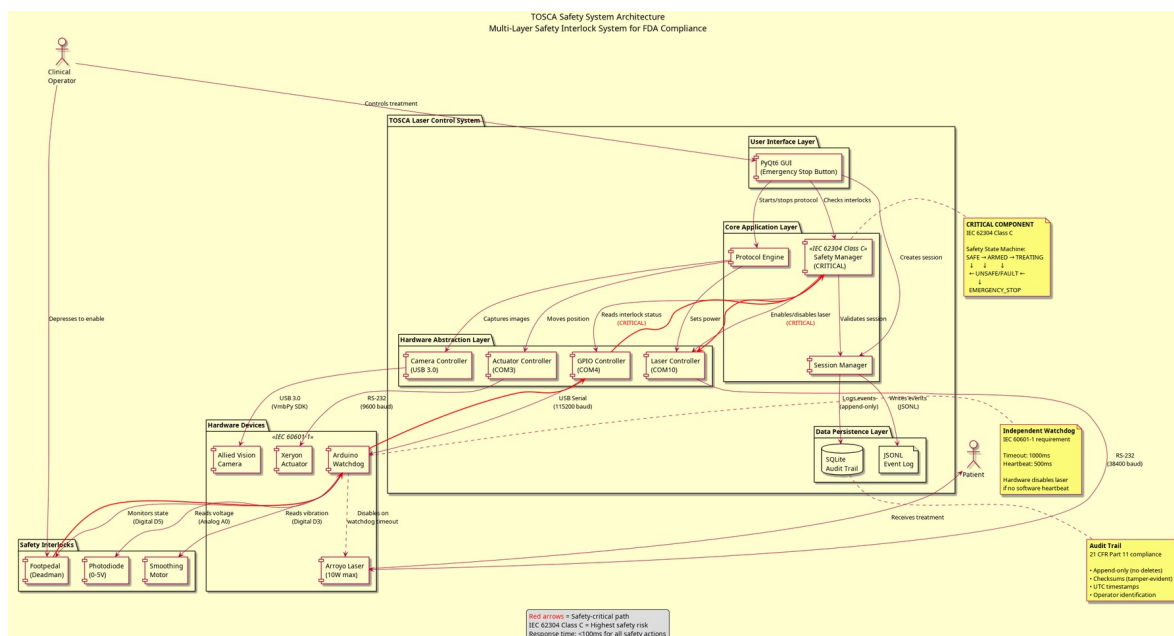 TOSCA Safety System Architecture
Multi-Layer Safety Interlock System for FDA Compliance
Clinical
Operator
Controls treatment
TOSCA Laser Control System
User Interface Layer
PyQt6 GUI
(Emergency Stop Button)
Starts/stops protocol
Checks interlocks
Core Application Layer
«IEC 62304 Class C»
Safety Manager
(CRITICAL)
Protocol Engine
CRITICAL COMPONENT
IEC 62304 Class C
Safety State Machine:
SAFE → ARMED → TREATING
↓ ↓ ↓
← UNSAFE/FAULT ←
↓
EMERGENCY_STOP
Creates session
Depresses to enable
Captures images
Moves position
Reads interlock status
(CRITICAL)
Sets power
Enables/disables laser
(CRITICAL)
Validates session
Hardware Abstraction Layer
Camera Controller
(USB 3.0)
Actuator Controller
(COM3)
GPIO Controller
(COM4)
Laser Controller
(COM10)
Session Manager
USB 3.0
(VmbPy SDK)
RS-232
(9600 baud)
USB Serial
(115200 baud)
Logs events
(append-only)
Writes events
(JSONL)
Hardware Devices
«IEC 60601-1»
Allied Vision
Camera
Xeryon
Actuator
Arduino
Watchdog
Data Persistence Layer
SQLite
Audit Trail
JSONL
Event Log
Patient
Independent Watchdog
IEC 60601-1 requirement
Timeout: 1000ms
Heartbeat: 500ms
Hardware disables laser
if no software heartbeat
RS-232
(38400 baud)
Monitors state
(Digital D5)
Reads voltage
(Analog A0)
Reads vibration
(Digital D3)
Disables on
watchdog timeout
Receives treatment
Safety Interlocks
Footpedal
(Deadman)
Photodiode
(0-5V)
Smoothing
Motor
Arroyo Laser
(10W max)
Audit Trail
21 CFR Part 11 compliance
• Append-only (no deletes)
• Checksums (tamper-evident)
• UTC timestamps
• Operator identification
Red arrows = Safety-critical path
IEC 62304 Class C = Highest safety risk
Response time: <100ms for all safety actions